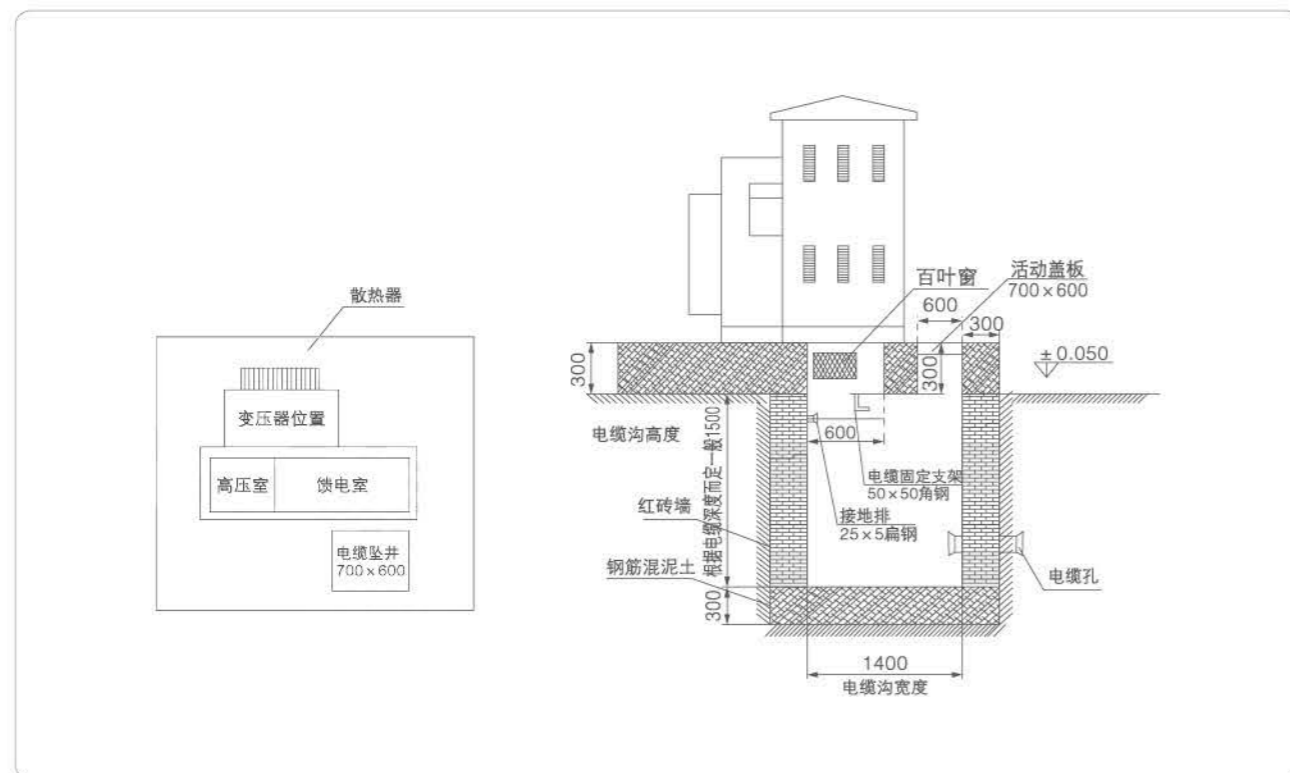 散热器
变压器位置
高压室
馈电室
电缆坠井
700×600
百叶窗
活动盖板
700×600
600
300
300
300
±0.050
电缆沟高度
根据电缆深度而定一般1500
600
电缆固定支架
50×50角钢
红砖墙
接地排
25×5扁钢
钢筋混泥土
300
电缆孔
1400
电缆沟宽度